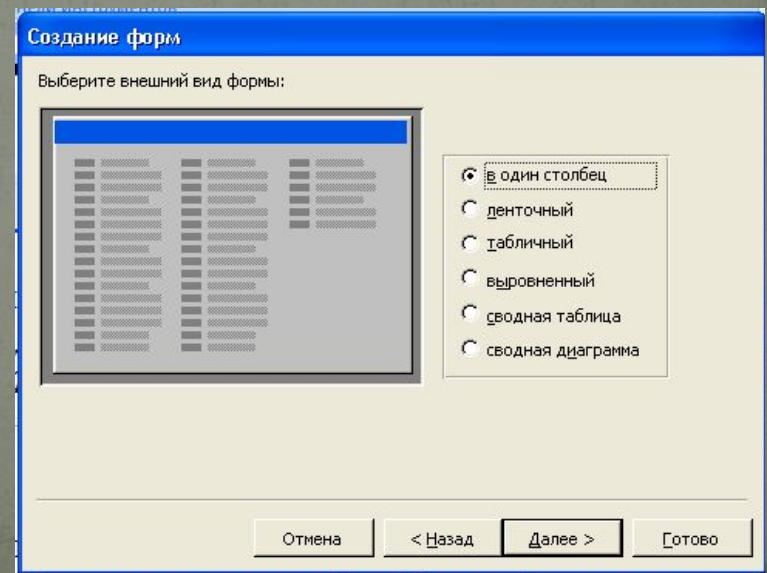 Создание форм
Выберите внешний вид формы:
в один столбец
ленточный
табличный
выровненный
сводная таблица
сводная диаграмма
Отмена
< Назад
Далее >
Готово